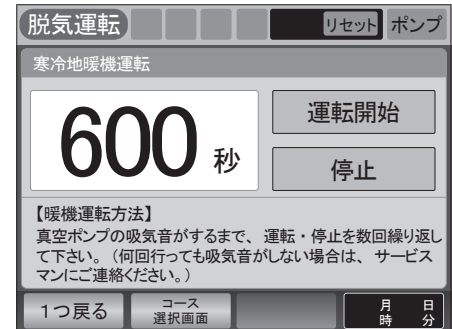 脱気運転 リセット ポンプ
寒冷地暖機運転
600 秒
運転開始
停止
【暖機運転方法】
真空ポンプの吸気音がするまで、運転・停止を数回繰り返し
て下さい。（何回行っても吸気音がしない場合は、サービス
マンにご連絡ください。）
1つ戻る コース 月 日
選択画面 時 分